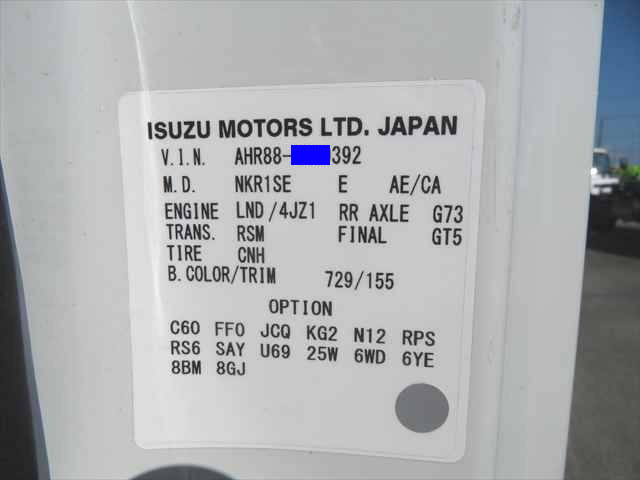 ISUZU MOTORS LTD. JAPAN
V.I.N. AHR88- 392
M.D. NKR1SE E AE/CA
ENGINE LND/4JZ1 RR AXLE G73
TRANS. RSM FINAL GT5
TIRE CNH
B.COLOR/TRIM 729/155
OPTION
C60 FF0 JCQ KG2 N12 RPS
RS6 SAY U69 25W 6WD 6YE
8BM 8GJ